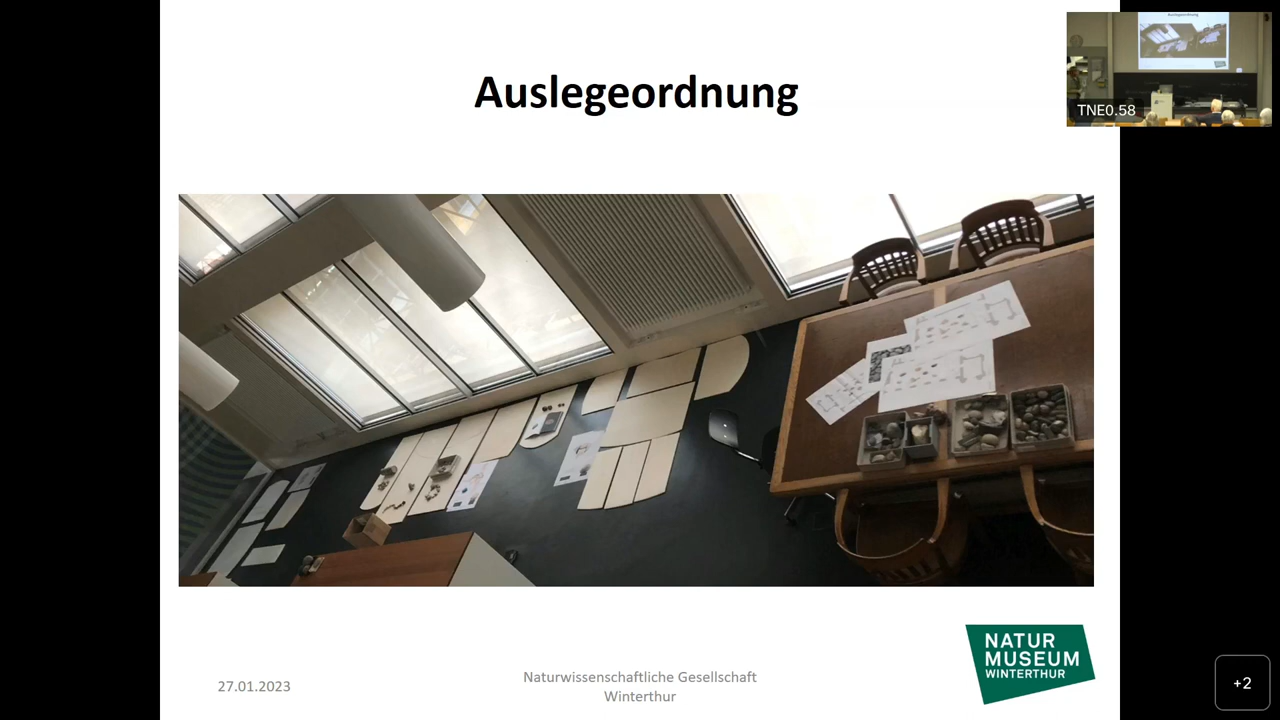 Auslegeordnung
TNE0.58
27.01.2023
Naturwissenschaftliche Gesellschaft
Winterthur
NATUR
MUSEUM
WINTERTHUR
+2